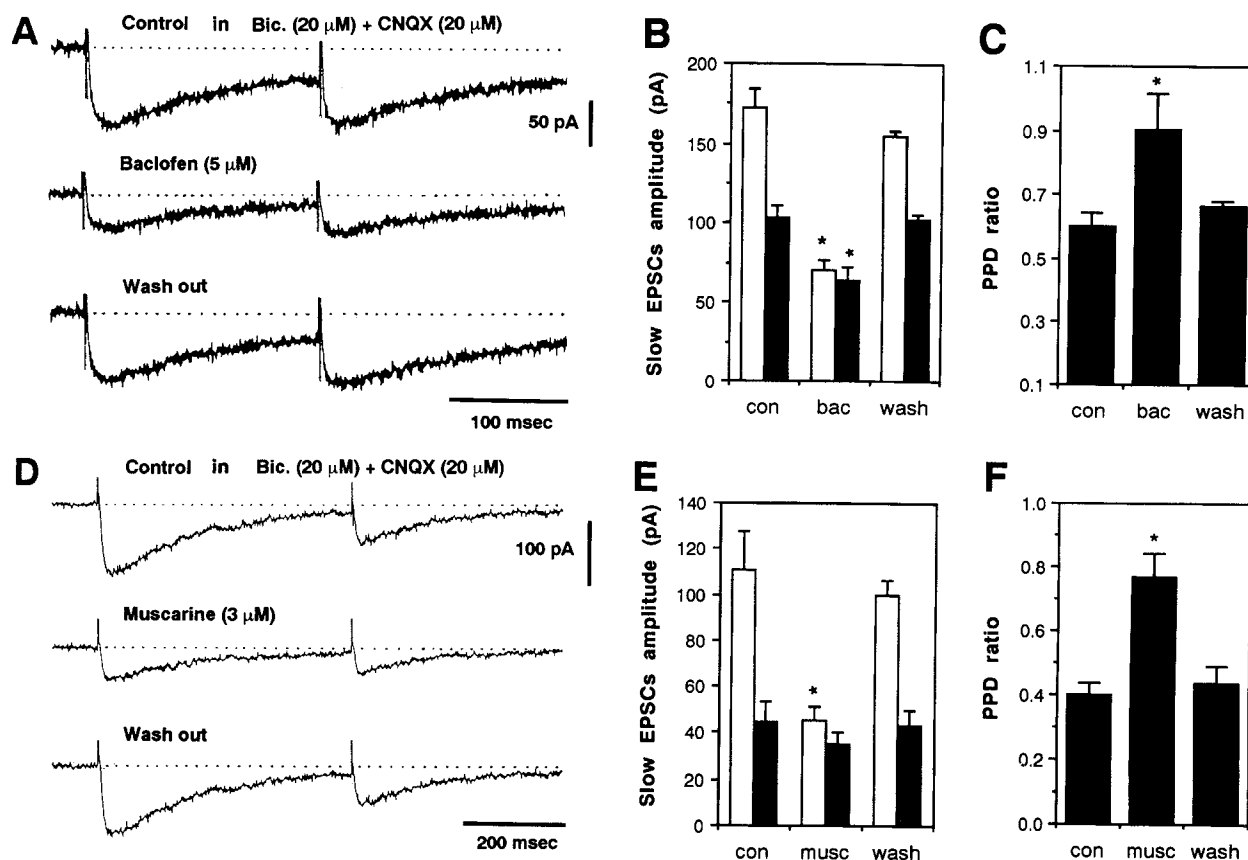 A
Control in Bic. (20 µM) + CNQX (20 µM)
50 pA
Baclofen (5 µM)
Wash out
100 msec
B
Slow EPSCs amplitude (pA)
200
150
100
50
0
*
*
con bac wash
C
PPD ratio
1.1
0.9
0.7
0.5
0.3
0.1
*
con bac wash
D
Control in Bic. (20 µM) + CNQX (20 µM)
100 pA
Muscarine (3 µM)
Wash out
200 msec
E
Slow EPSCs amplitude (pA)
140
120
100
80
60
40
20
0
*
con musc wash
F
PPD ratio
1.0
0.8
0.6
0.4
0.2
0.0
*
con musc wash